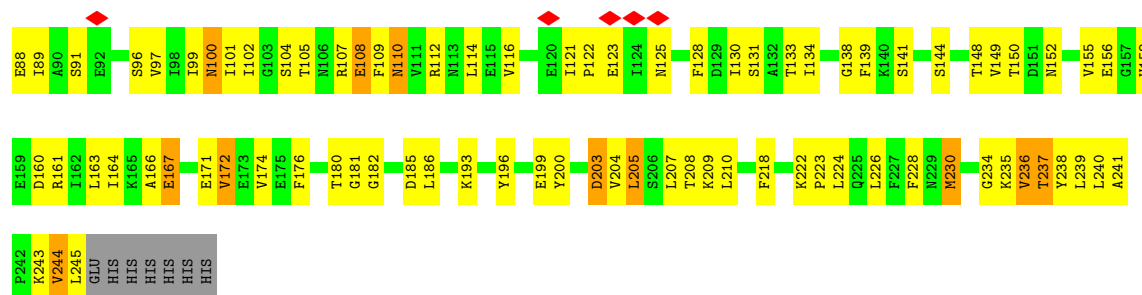 E88 I89 A90 S91 E92 S96 V97 I98 I99 N100 I101 I102 G103 S104 T105 N106 R107 E108 F109 N110 V111 R112 N113 L114 E115 V116 E120 I121 P122 E123 I124 N125 F128 D129 I130 S131 A132 T133 I134 G138 F139 K140 S141 S144 T148 V149 T150 D151 N152 V155 E156 G157
E159 D160 R161 I162 L163 I164 K165 A166 E167 E171 V172 E173 V174 E175 F176 T180 G181 G182 D185 L186 K193 Y196 E199 Y200 D203 V204 L205 S206 L207 T208 K209 L210 F218 K222 P223 L224 Q225 L226 F227 F228 N229 M230 G234 K235 V236 T237 Y238 L239 L240 A241
P242 K243 V244 L245 GLU HIS HIS HIS HIS HIS HIS